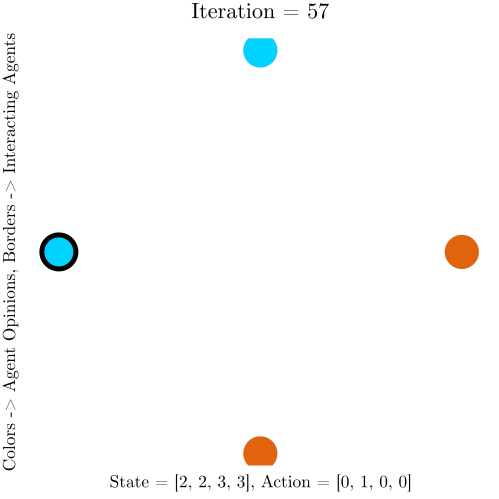 Iteration = 57
Colors -> Agent Opinions, Borders -> Interacting Agents
State = [2, 2, 3, 3], Action = [0, 1, 0, 0]